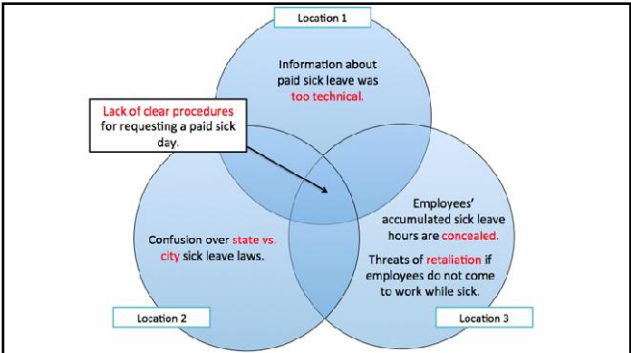 Location 1
Information about
paid sick leave was
too technical.
Lack of clear procedures
for requesting a paid sick
day.
Employees'
accumulated sick leave
hours are concealed.
Threats of retaliation if
employees do not come
to work while sick.
Confusion over state vs.
city sick leave laws.
Location 2
Location 3